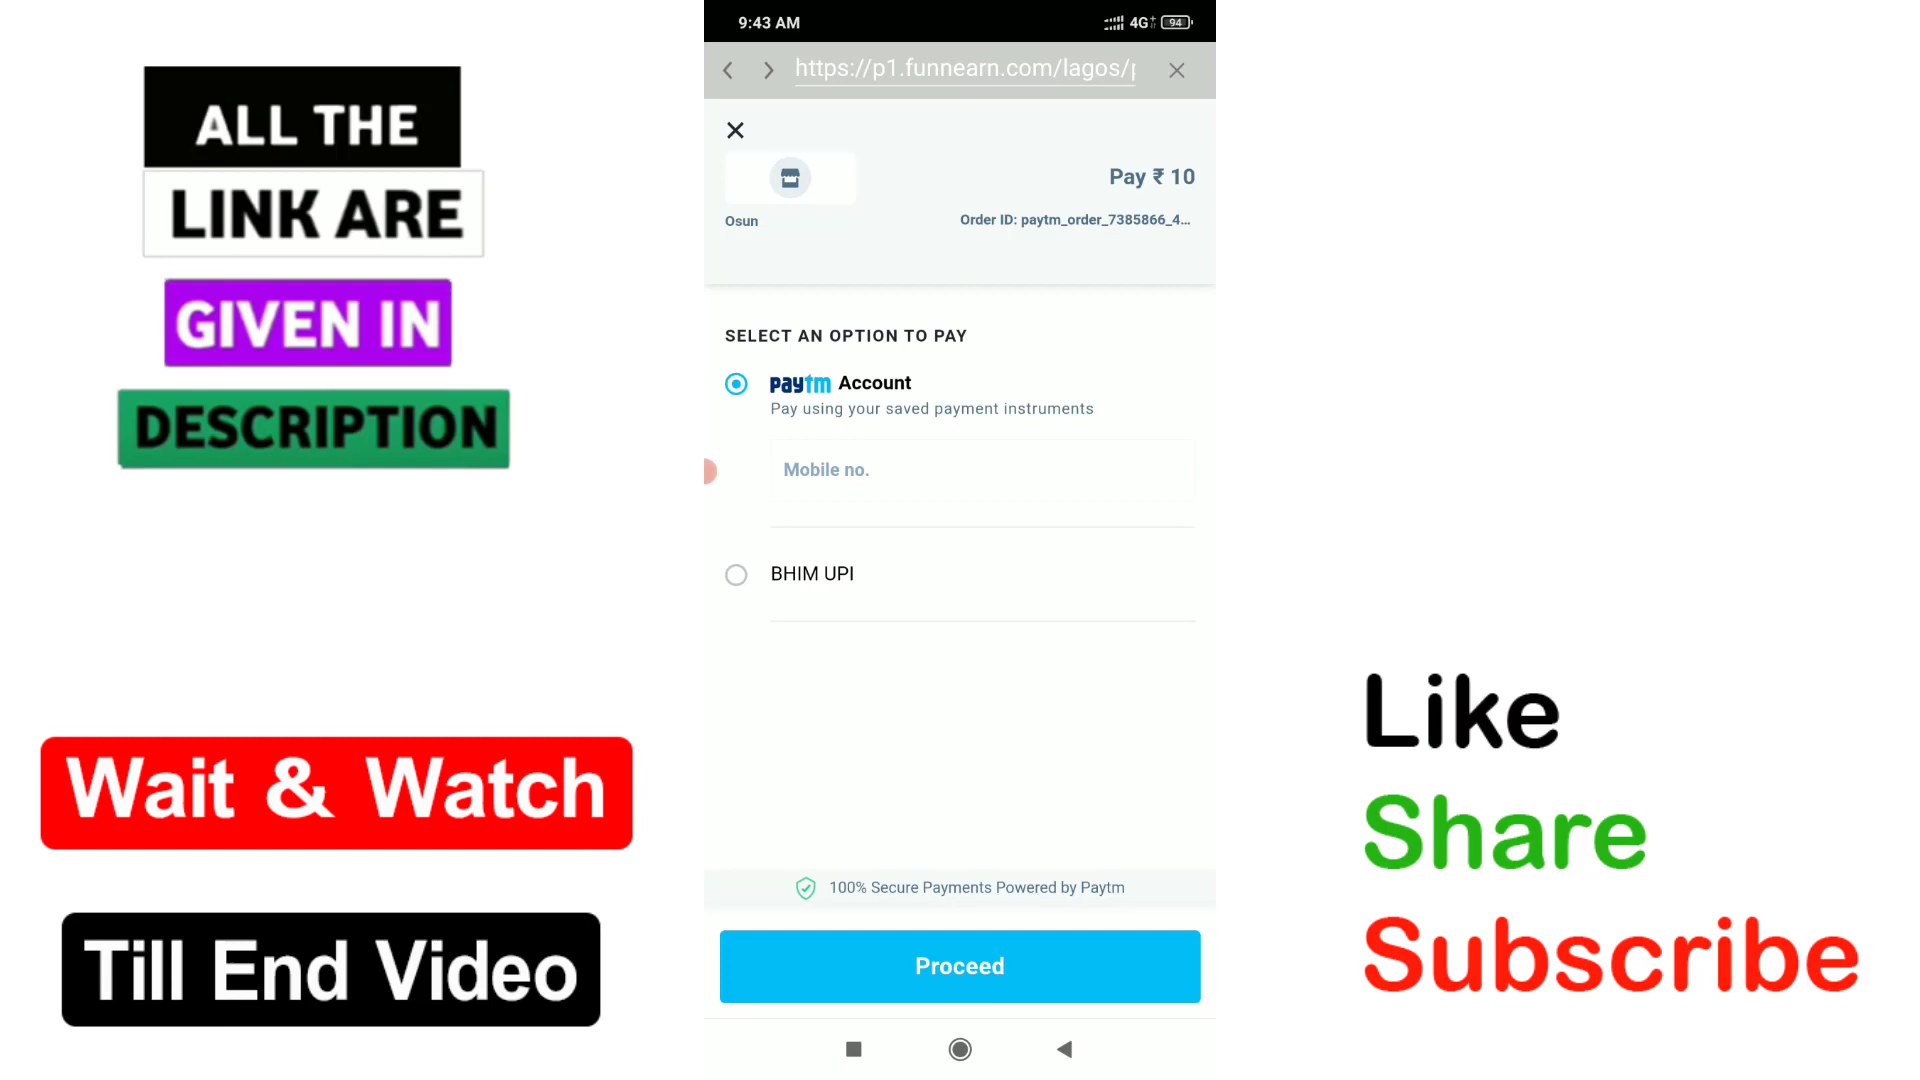 ALL THE
LINK ARE
GIVEN IN
DESCRIPTION
Wait & Watch
Till End Video
9:43 AM
4G+
94
https://p1.funnearn.com/lagos/
Pay ₹ 10
Osun
Order ID: paytm_order_7385866_4...
SELECT AN OPTION TO PAY
paytm Account
Pay using your saved payment instruments
Mobile no.
BHIM UPI
100% Secure Payments Powered by Paytm
Proceed
Like
Share
Subscribe